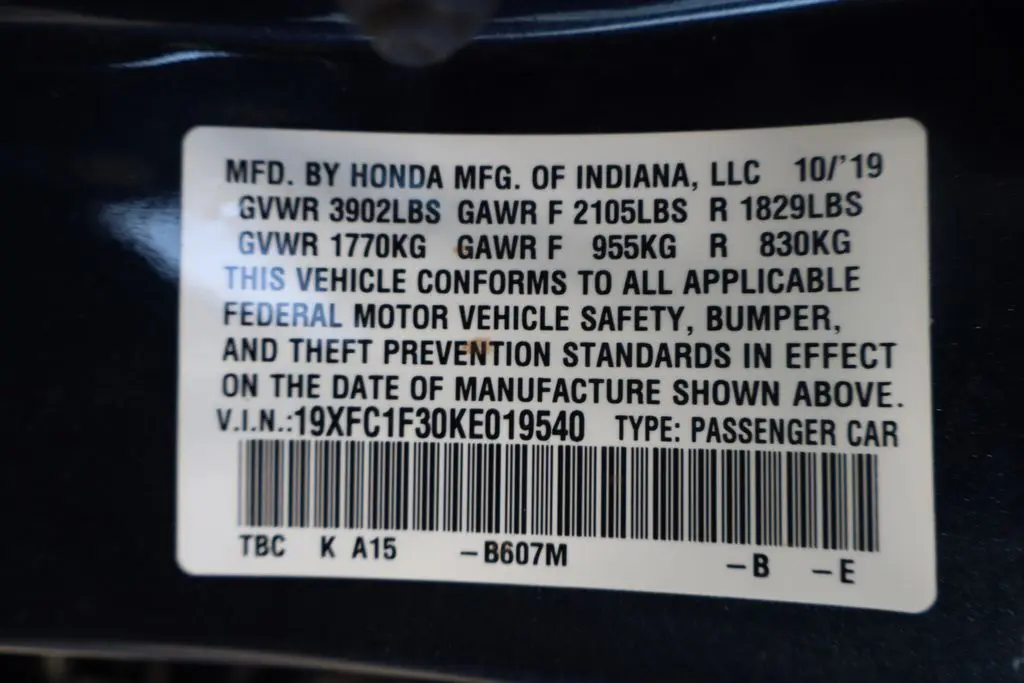 MFD. BY HONDA MFG. OF INDIANA, LLC 10/'19
GVWR 3902LBS GAWR F 2105LBS R 1829LBS
GVWR 1770KG GAWR F 955KG R 830KG
THIS VEHICLE CONFORMS TO ALL APPLICABLE
FEDERAL MOTOR VEHICLE SAFETY, BUMPER,
AND THEFT PREVENTION STANDARDS IN EFFECT
ON THE DATE OF MANUFACTURE SHOWN ABOVE.
V.I.N.:19XFC1F30KE019540 TYPE: PASSENGER CAR
TBC K A15 –B607M –B –E